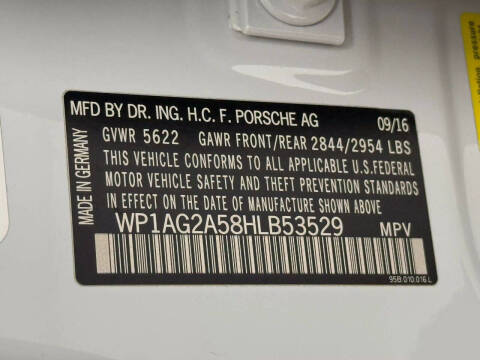 MFD BY DR. ING. H.C. F. PORSCHE AG 09/16
GVWR 5622 GAWR FRONT/REAR 2844/2954 LBS
THIS VEHICLE CONFORMS TO ALL APPLICABLE U.S.FEDERAL
MOTOR VEHICLE SAFETY AND THEFT PREVENTION STANDARDS
IN EFFECT ON THE DATE OF MANUFACTURE SHOWN ABOVE
WP1AG2A58HLB53529 MPV
95B.010.016 L
MADE IN GERMANY
pressure